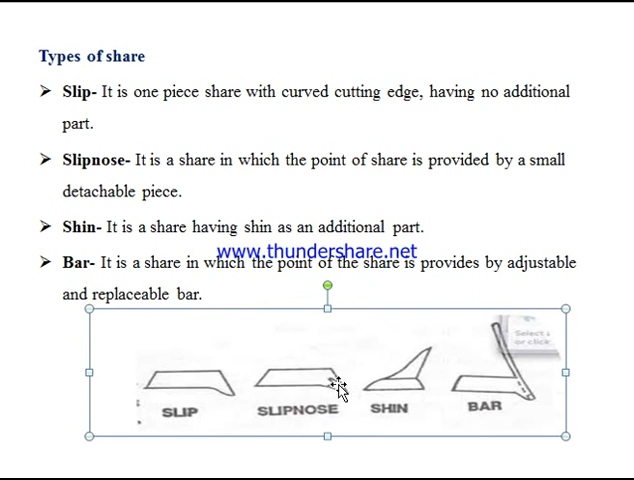 Types of share
➢ Slip- It is one piece share with curved cutting edge, having no additional
part.
➢ Slipnose- It is a share in which the point of share is provided by a small
detachable piece.
➢ Shin- It is a share having shin as an additional part.
www.thundershare.net
➢ Bar- It is a share in which the point of the share is provides by adjustable
and replaceable bar.
Select
or click
SLIP SLIPNOSE SHIN BAR